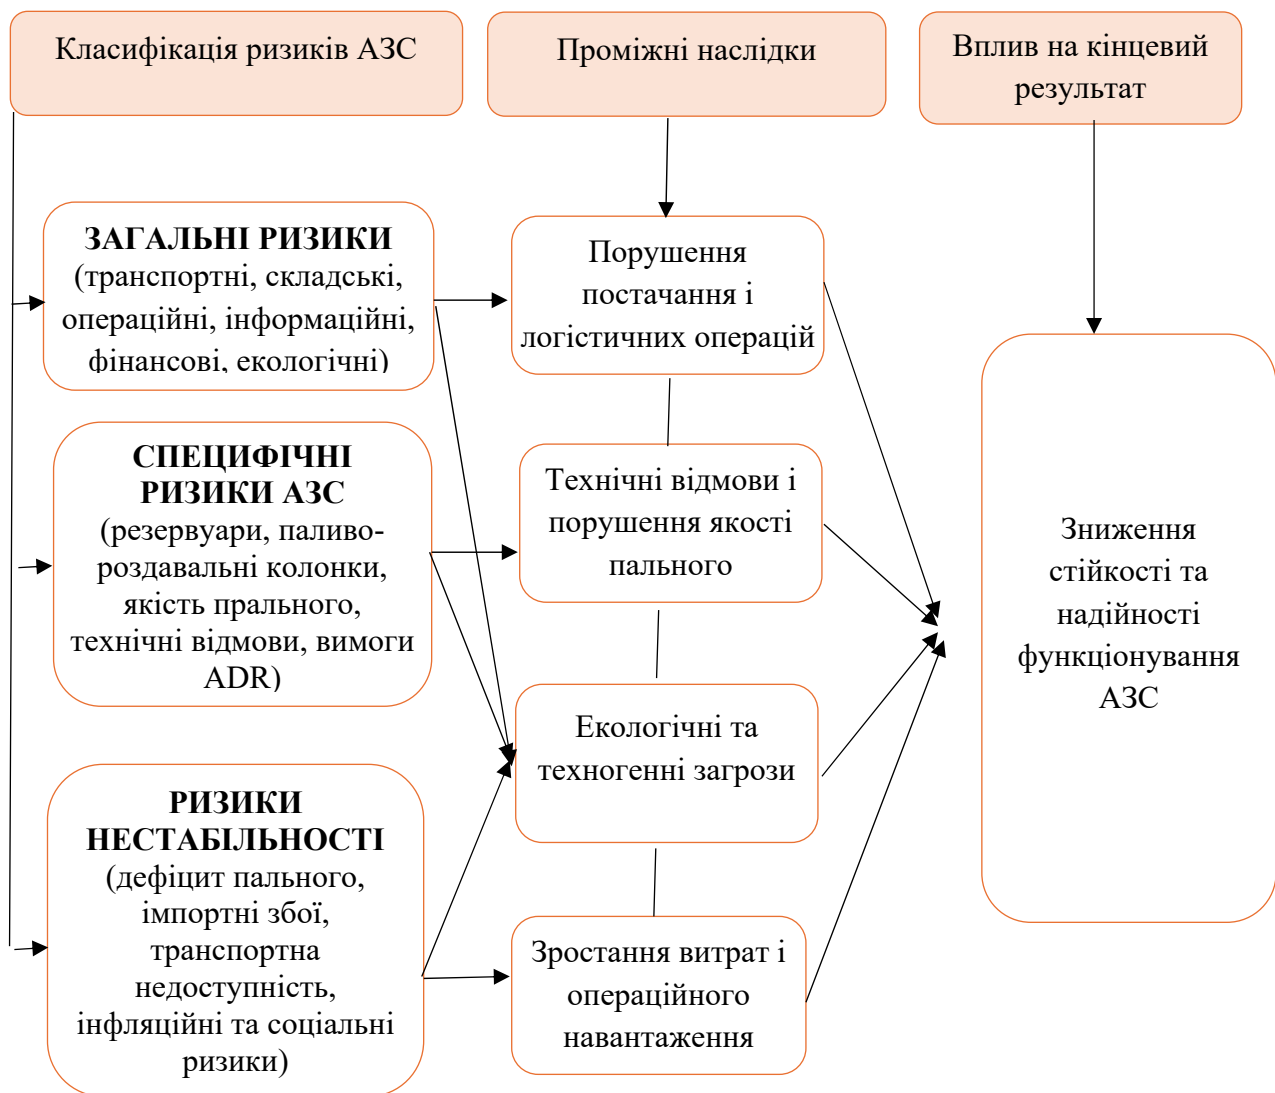 Класифікація ризиків АЗС
Проміжні наслідки
Вплив на кінцевий
результат
ЗАГАЛЬНІ РИЗИКИ
(транспортні, складські,
операційні, інформаційні,
фінансові, екологічні)
СПЕЦИФІЧНІ
РИЗИКИ АЗС
(резервуари, паливо-
роздавальні колонки,
якість прального,
технічні відмови, вимоги
ADR)
РИЗИКИ
НЕСТАБІЛЬНОСТІ
(дефіцит пального,
імпортні збої,
транспортна
недоступність,
інфляційні та соціальні
ризики)
Порушення
постачання і
логістичних операцій
Технічні відмови і
порушення якості
пального
Екологічні та
техногенні загрози
Зростання витрат і
операційного
навантаження
Зниження
стійкості та
надійності
функціонування
АЗС